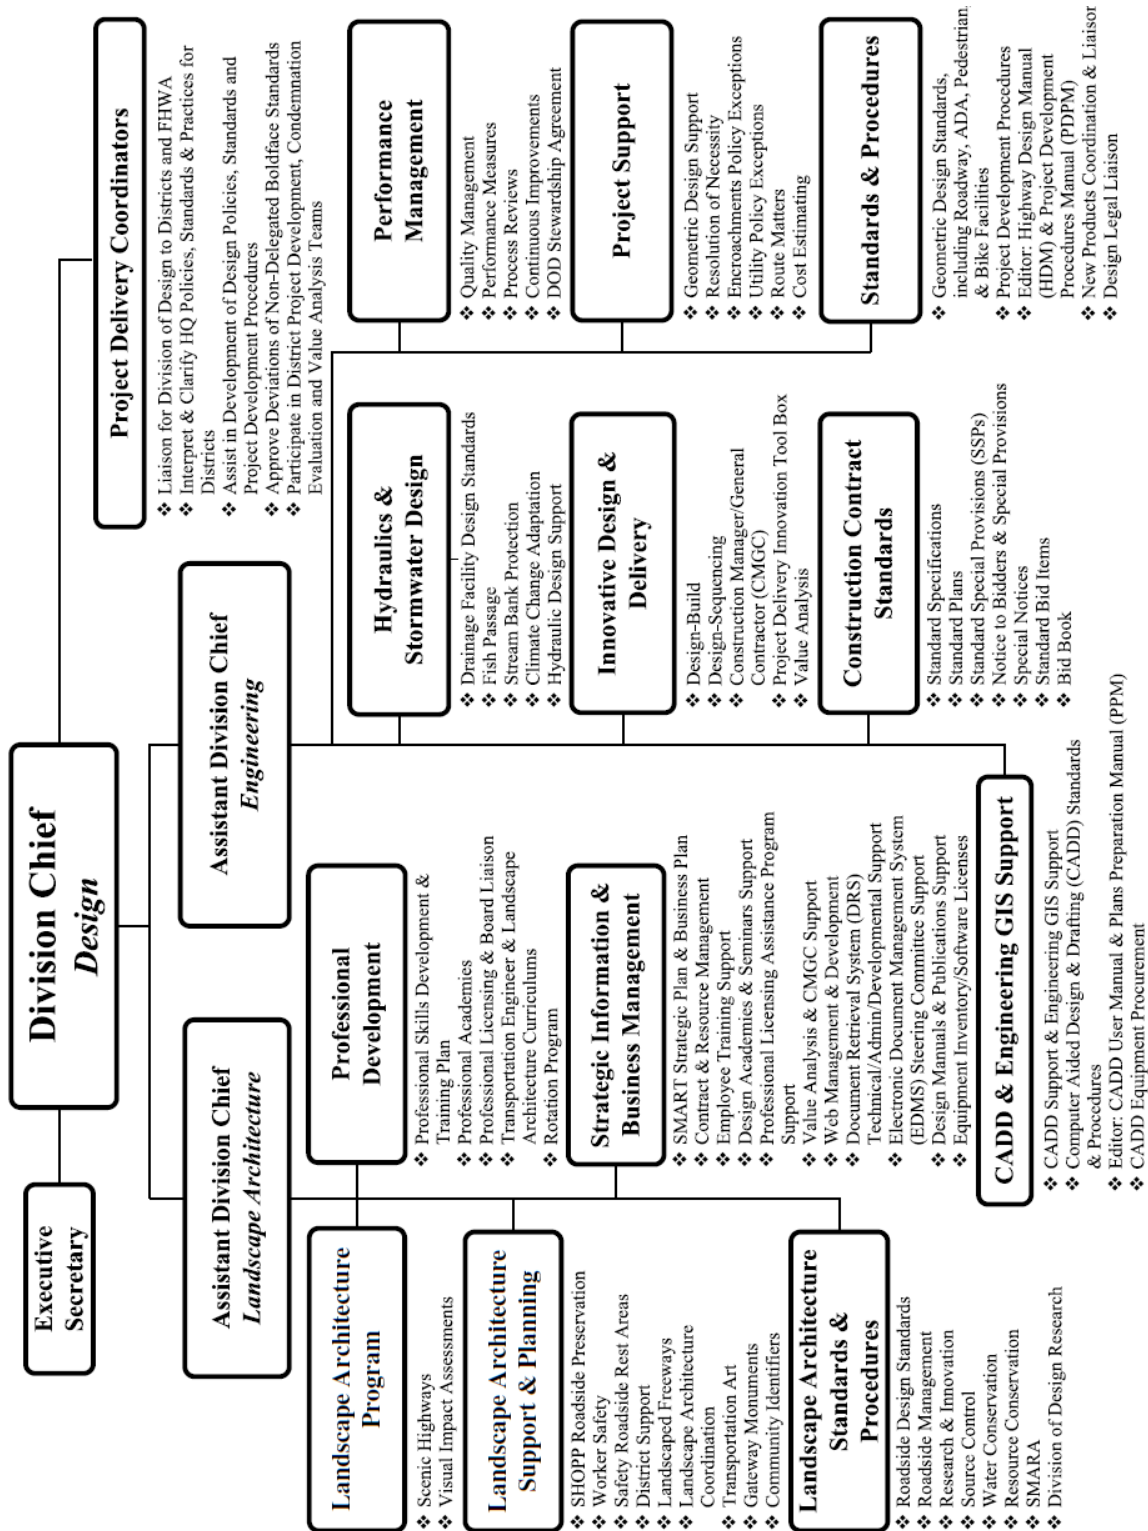 Division Chief
Design
Executive
Secretary
Project Delivery Coordinators
❖ Liaison for Division of Design to Districts and FHWA
❖ Interpret & Clarify HQ Policies, Standards & Practices for
Districts
❖ Assist in Development of Design Policies, Standards and
Project Development Procedures
❖ Approve Deviations of Non-Delegated Boldface Standards
❖ Participate in District Project Development, Condemnation
Evaluation and Value Analysis Teams
Assistant Division Chief
Landscape Architecture
Assistant Division Chief
Engineering
Landscape Architecture
Program
❖ Scenic Highways
❖ Visual Impact Assessments
Landscape Architecture
Support & Planning
❖ SHOPP Roadside Preservation
❖ Worker Safety
❖ Safety Roadside Rest Areas
❖ District Support
❖ Landscaped Freeways
❖ Landscape Architecture
Coordination
❖ Transportation Art
❖ Gateway Monuments
❖ Community Identifiers
Landscape Architecture
Standards &
Procedures
❖ Roadside Design Standards
❖ Roadside Management
❖ Research & Innovation
❖ Source Control
❖ Water Conservation
❖ Resource Conservation
❖ SMARA
❖ Division of Design Research
Professional
Development
❖ Professional Skills Development &
Training Plan
❖ Professional Academies
❖ Professional Licensing & Board Liaison
❖ Transportation Engineer & Landscape
Architecture Curriculums
❖ Rotation Program
Strategic Information &
Business Management
❖ SMART Strategic Plan & Business Plan
❖ Contract & Resource Management
❖ Employee Training Support
❖ Design Academies & Seminars Support
❖ Professional Licensing Assistance Program
Support
❖ Value Analysis & CMGC Support
❖ Web Management & Development
❖ Document Retrieval System (DRS)
Technical/Admin/Developmental Support
❖ Electronic Document Management System
(EDMS) Steering Committee Support
❖ Design Manuals & Publications Support
❖ Equipment Inventory/Software Licenses
CADD & Engineering GIS Support
❖ CADD Support & Engineering GIS Support
❖ Computer Aided Design & Drafting (CADD) Standards
& Procedures
❖ Editor: CADD User Manual & Plans Preparation Manual (PPM)
❖ CADD Equipment Procurement
Hydraulics &
Stormwater Design
❖ Drainage Facility Design Standards
❖ Fish Passage
❖ Stream Bank Protection
❖ Climate Change Adaptation
❖ Hydraulic Design Support
Innovative Design &
Delivery
❖ Design-Build
❖ Design-Sequencing
❖ Construction Manager/General
Contractor (CMGC)
❖ Project Delivery Innovation Tool Box
❖ Value Analysis
Construction Contract
Standards
❖ Standard Specifications
❖ Standard Plans
❖ Standard Special Provisions (SSPs)
❖ Notice to Bidders & Special Provisions
❖ Special Notices
❖ Standard Bid Items
❖ Bid Book
Performance
Management
❖ Quality Management
❖ Performance Measures
❖ Process Reviews
❖ Continuous Improvements
❖ DOD Stewardship Agreement
Project Support
❖ Geometric Design Support
❖ Resolution of Necessity
❖ Encroachments Policy Exceptions
❖ Utility Policy Exceptions
❖ Route Matters
❖ Cost Estimating
Standards & Procedures
❖ Geometric Design Standards,
including Roadway, ADA, Pedestrian,
& Bike Facilities
❖ Project Development Procedures
❖ Editor: Highway Design Manual
(HDM) & Project Development
Procedures Manual (PDPM)
❖ New Products Coordination & Liaison
❖ Design Legal Liaison